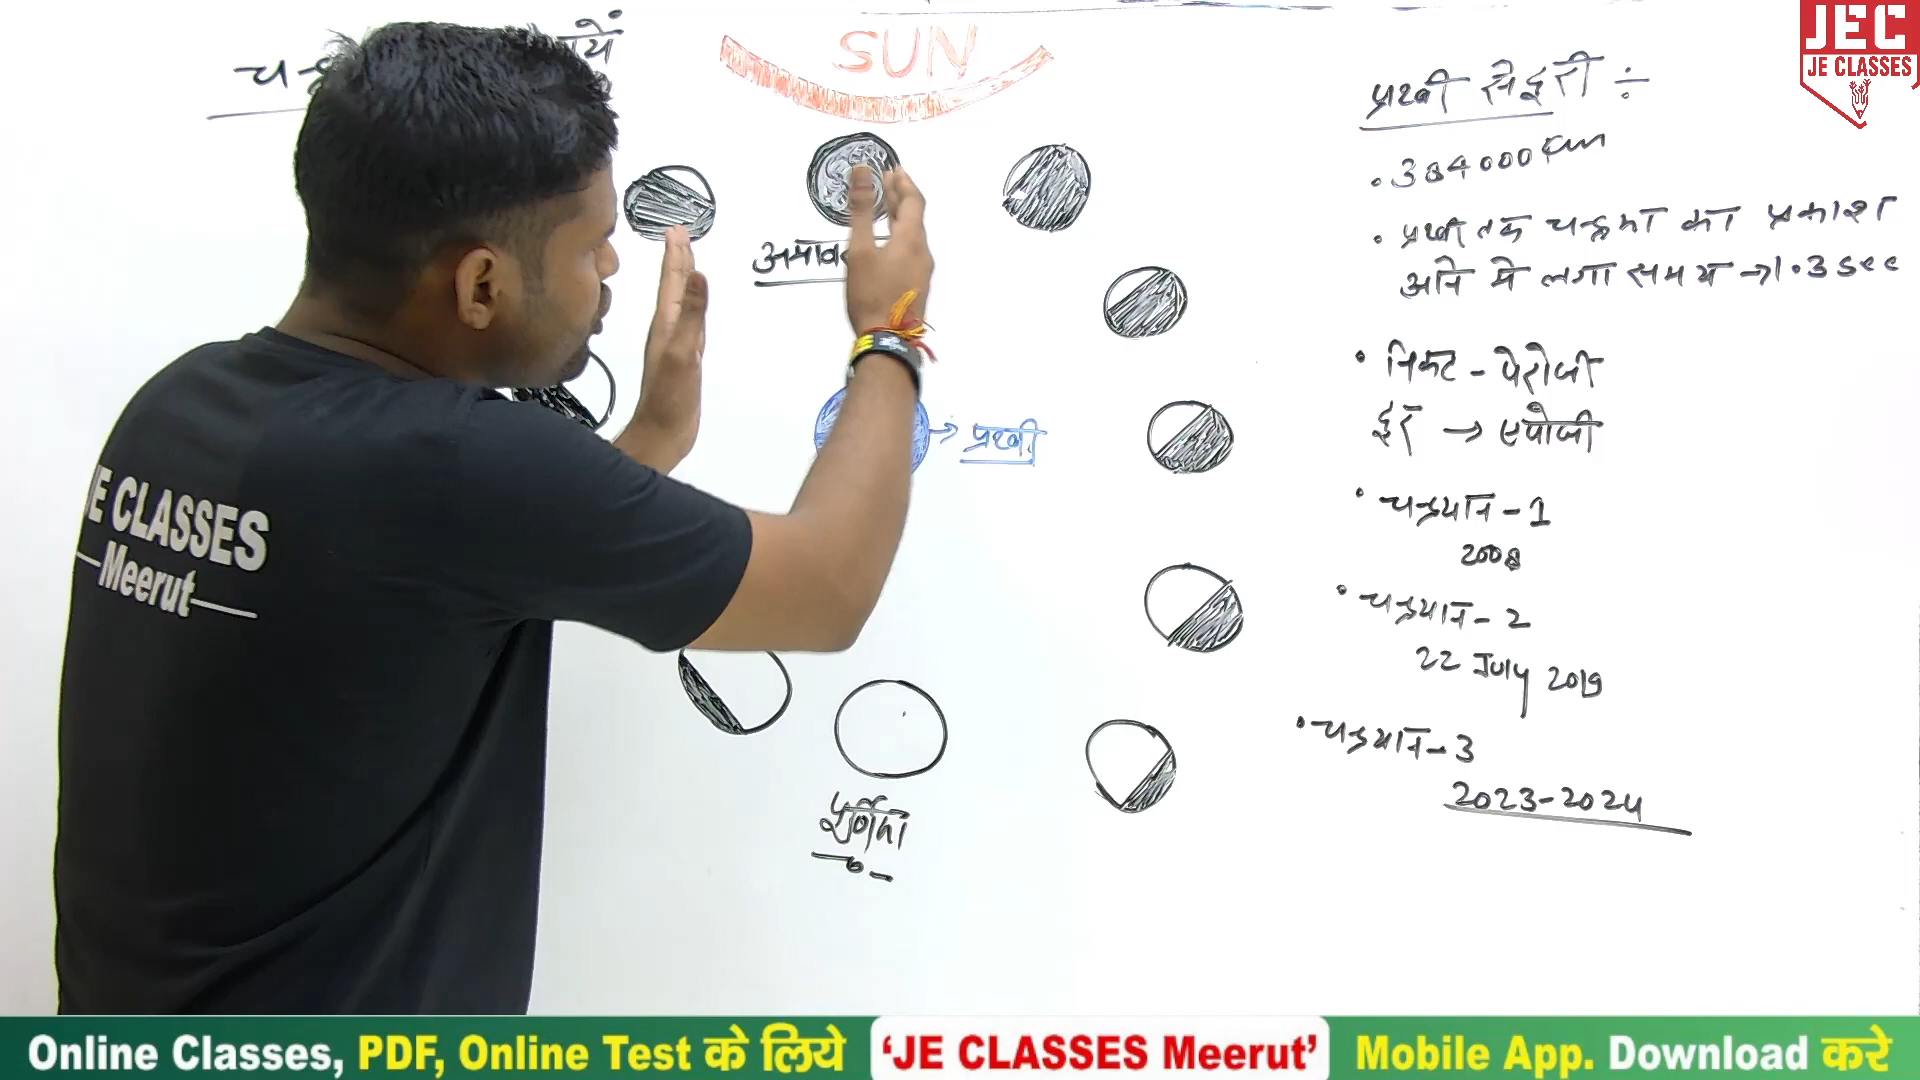 SUN
अमाव
पृथ्वी
पूर्णिमा
पृथ्वी से दूरी ÷
• 384000 Km
• पृथ्वी तक चन्द्रमा का प्रकाश
आने मे लगा समय → 1.3 sec
• निकट - पेरोजी
दूर → एपोजी
• चन्द्रयान - 1
2008
• चन्द्रयान - 2
22 July 2019
• चन्द्रयान - 3
2023-2024
JEC
JE CLASSES
JE CLASSES
Meerut
Online Classes, PDF, Online Test के लिये 'JE CLASSES Meerut' Mobile App. Download करे